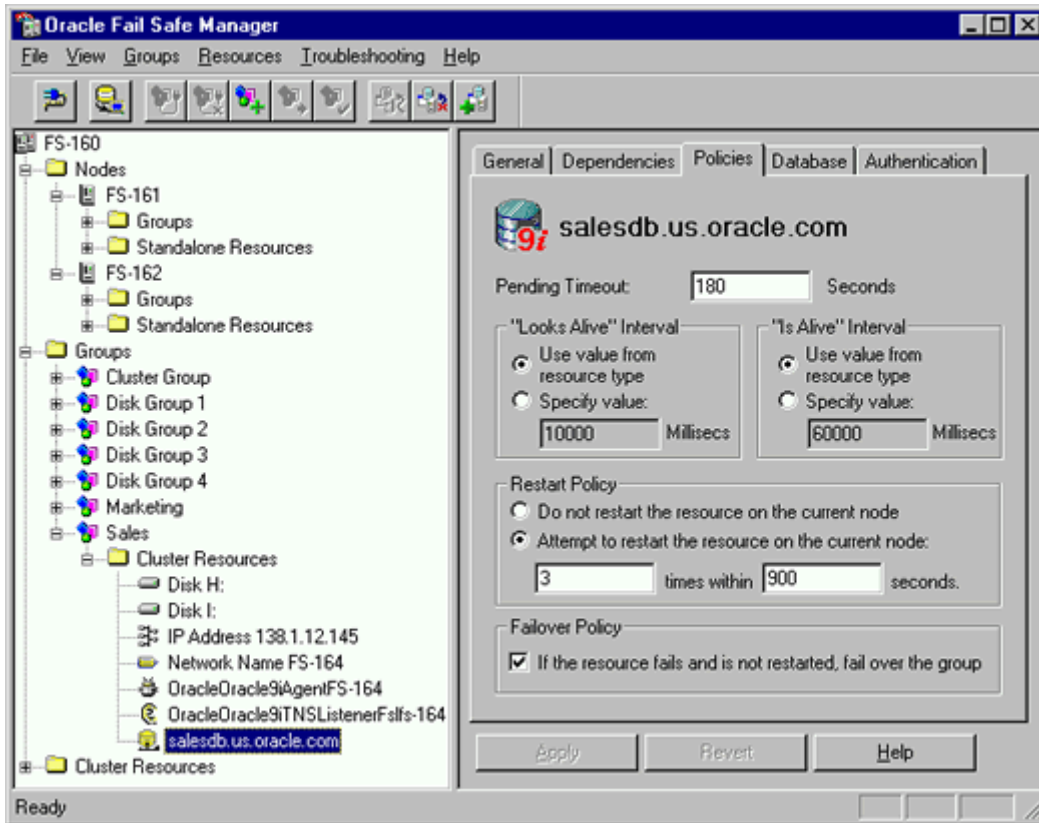 Oracle Fail Safe Manager
File View Groups Resources Troubleshooting Help
FS-160
Nodes
FS-161
Groups
Standalone Resources
FS-162
Groups
Standalone Resources
Groups
Cluster Group
Disk Group 1
Disk Group 2
Disk Group 3
Disk Group 4
Marketing
Sales
Cluster Resources
Disk H:
Disk I:
IP Address 138.1.12.145
Network Name FS-164
OracleOracle9iAgentFS-164
OracleOracle9iTNSListenerFslfs-164
salesdb.us.oracle.com
Cluster Resources
General Dependencies Policies Database Authentication
9i salesdb.us.oracle.com
Pending Timeout: 180 Seconds
"Looks Alive" Interval
Use value from
resource type
Specify value:
10000 Millisecs
"Is Alive" Interval
Use value from
resource type
Specify value:
60000 Millisecs
Restart Policy
Do not restart the resource on the current node
Attempt to restart the resource on the current node:
3 times within 900 seconds.
Failover Policy
If the resource fails and is not restarted, fail over the group
Apply Revert Help
Ready